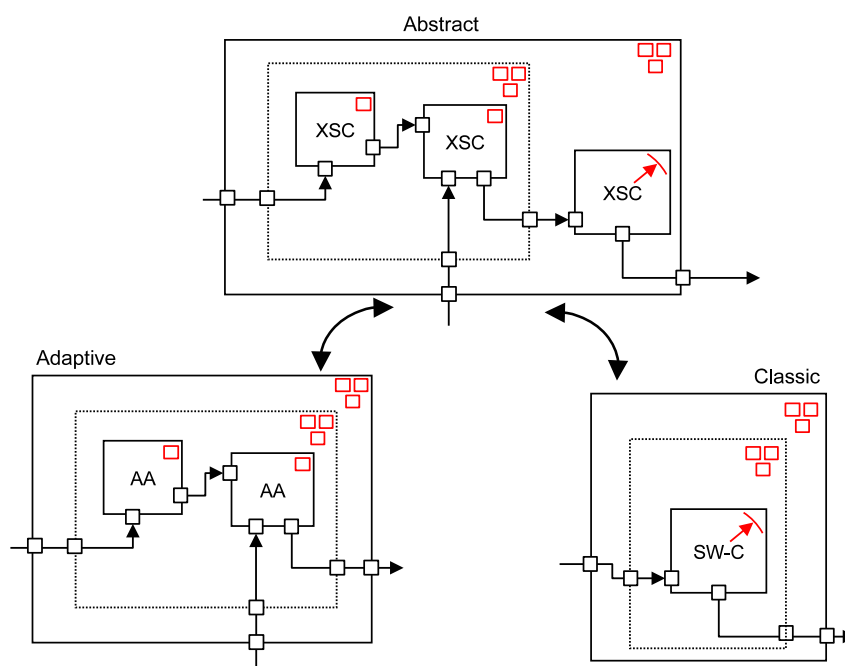 Abstract
XSC
XSC
XSC
Adaptive
Classic
AA
AA
SW-C